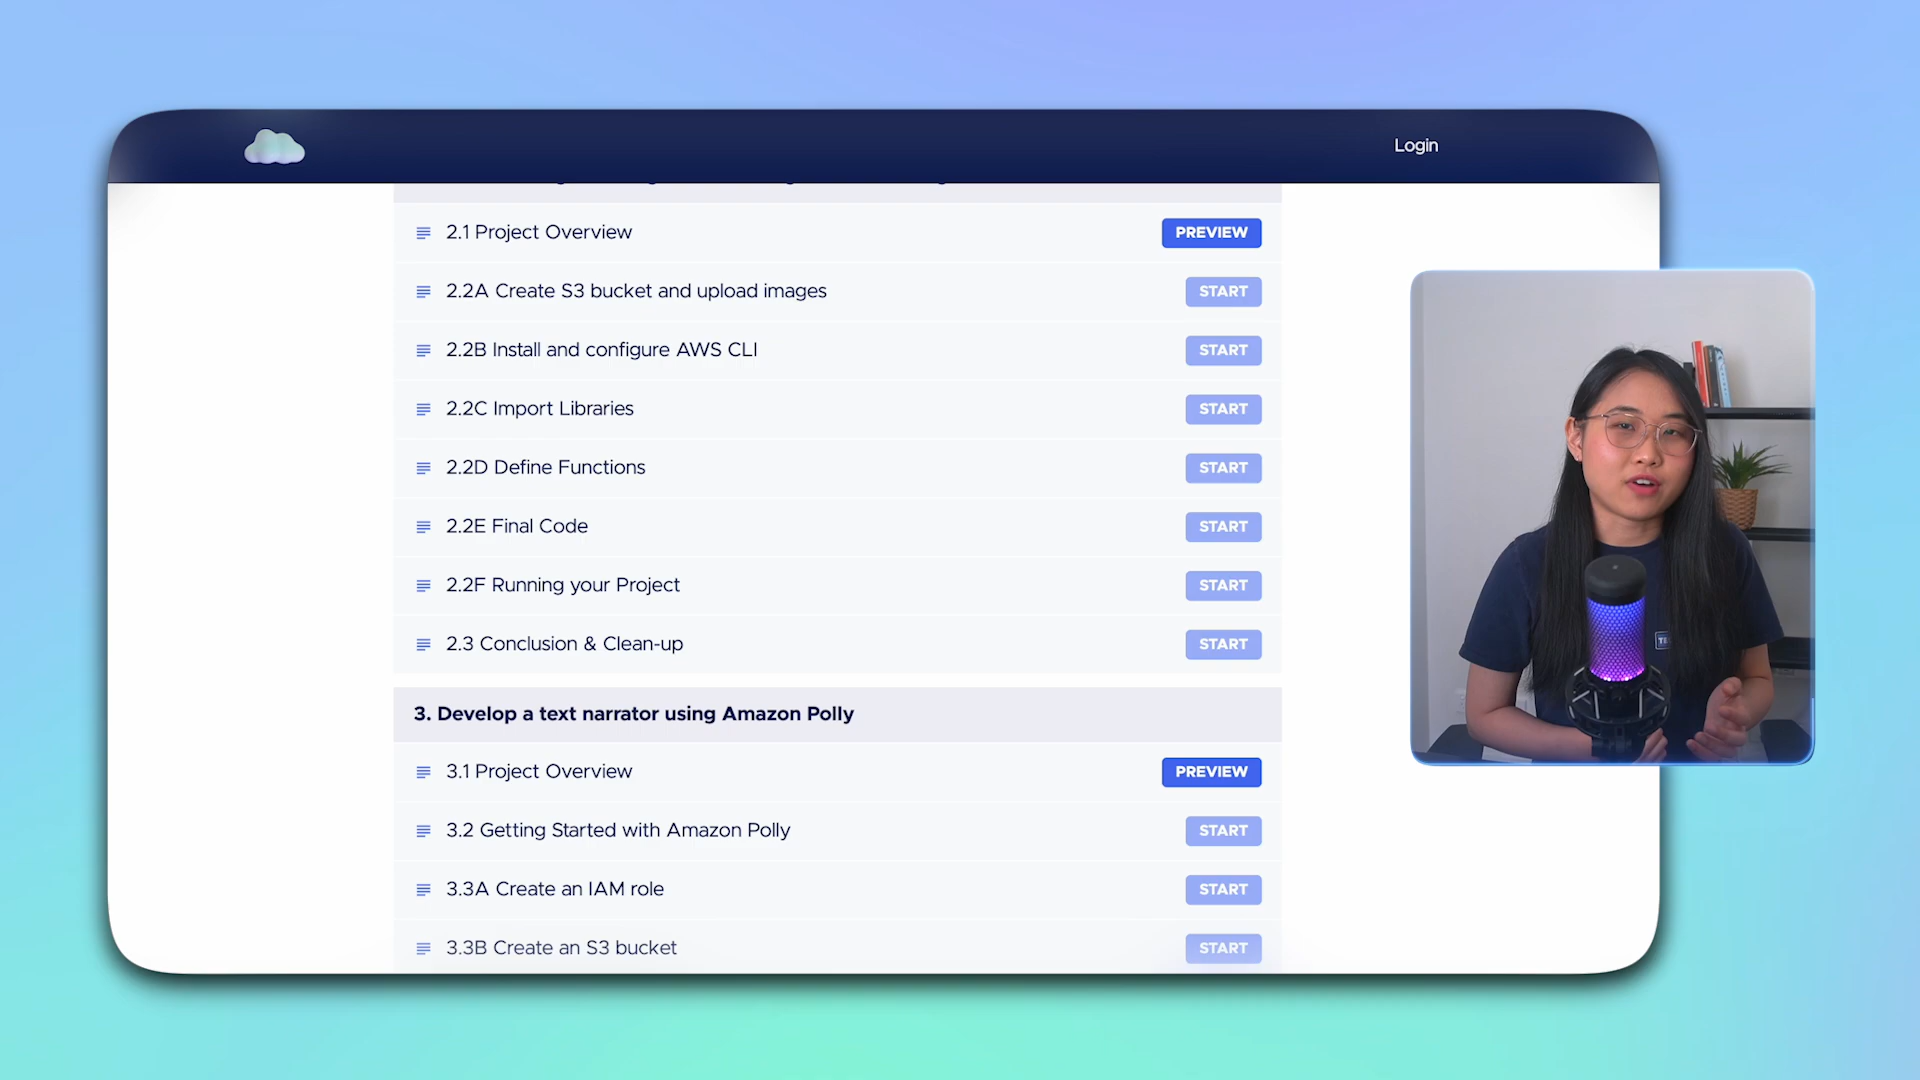 Login
2.1 Project Overview
PREVIEW
2.2A Create S3 bucket and upload images
START
2.2B Install and configure AWS CLI
START
2.2C Import Libraries
START
2.2D Define Functions
START
2.2E Final Code
START
2.2F Running your Project
START
2.3 Conclusion & Clean-up
START
3. Develop a text narrator using Amazon Polly
3.1 Project Overview
PREVIEW
3.2 Getting Started with Amazon Polly
START
3.3A Create an IAM role
START
3.3B Create an S3 bucket
START